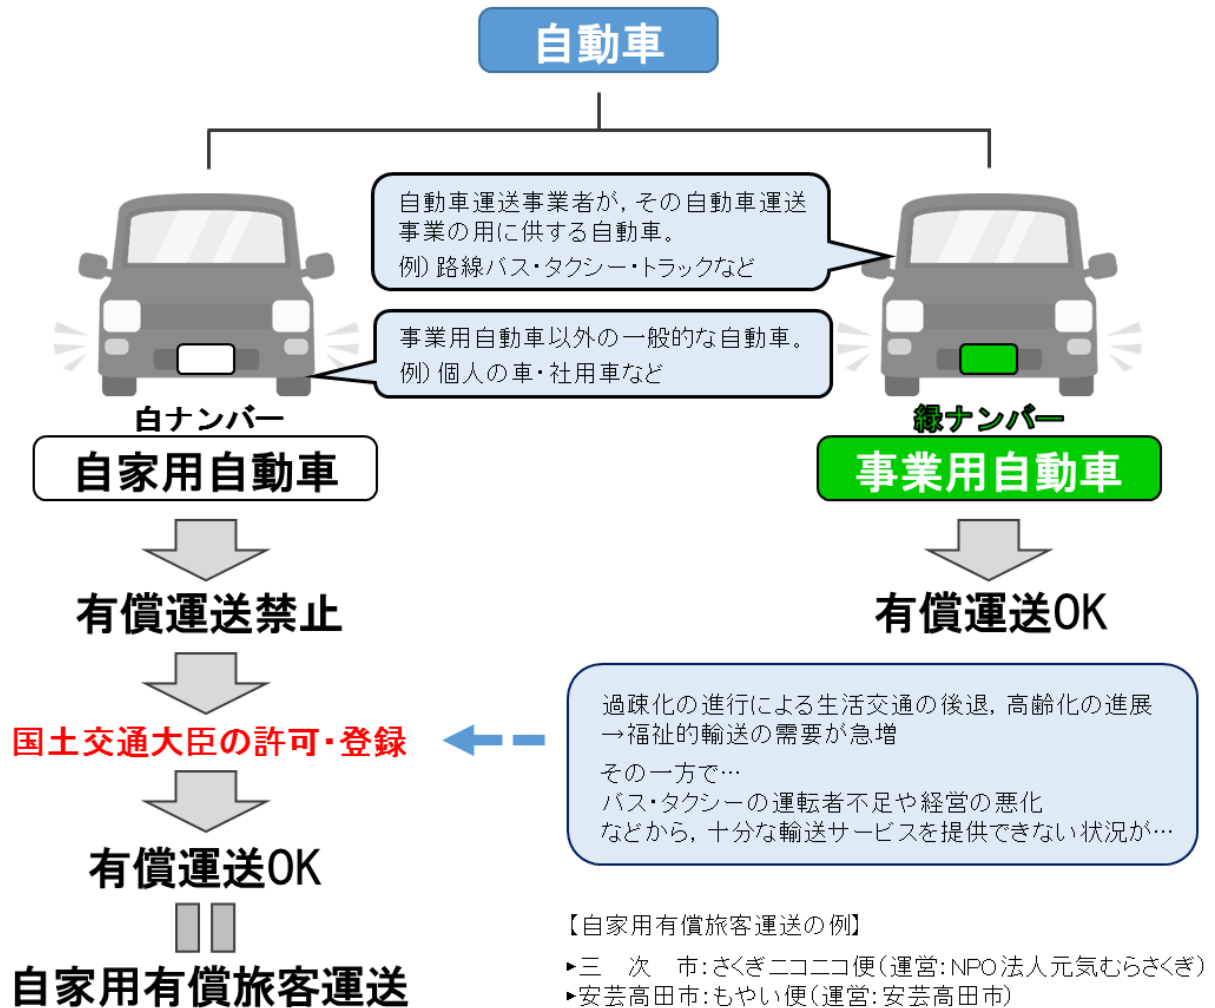 自動車
自動車運送事業者が，その自動車運送
事業の用に供する自動車。
例）路線バス・タクシー・トラックなど
事業用自動車以外の一般的な自動車。
例）個人の車・社用車など
白ナンバー
自家用自動車
緑ナンバー
事業用自動車
有償運送禁止
有償運送OK
国土交通大臣の許可・登録
過疎化の進行による生活交通の後退，高齢化の進展
→福祉的輸送の需要が急増
その一方で…
バス・タクシーの運転者不足や経営の悪化
などから，十分な輸送サービスを提供できない状況が…
有償運送OK
自家用有償旅客運送
【自家用有償旅客運送の例】
▸三　次　市：さくぎニコニコ便（運営：NPO法人元気むらさくぎ）
▸安芸高田市：もやい便（運営：安芸高田市）